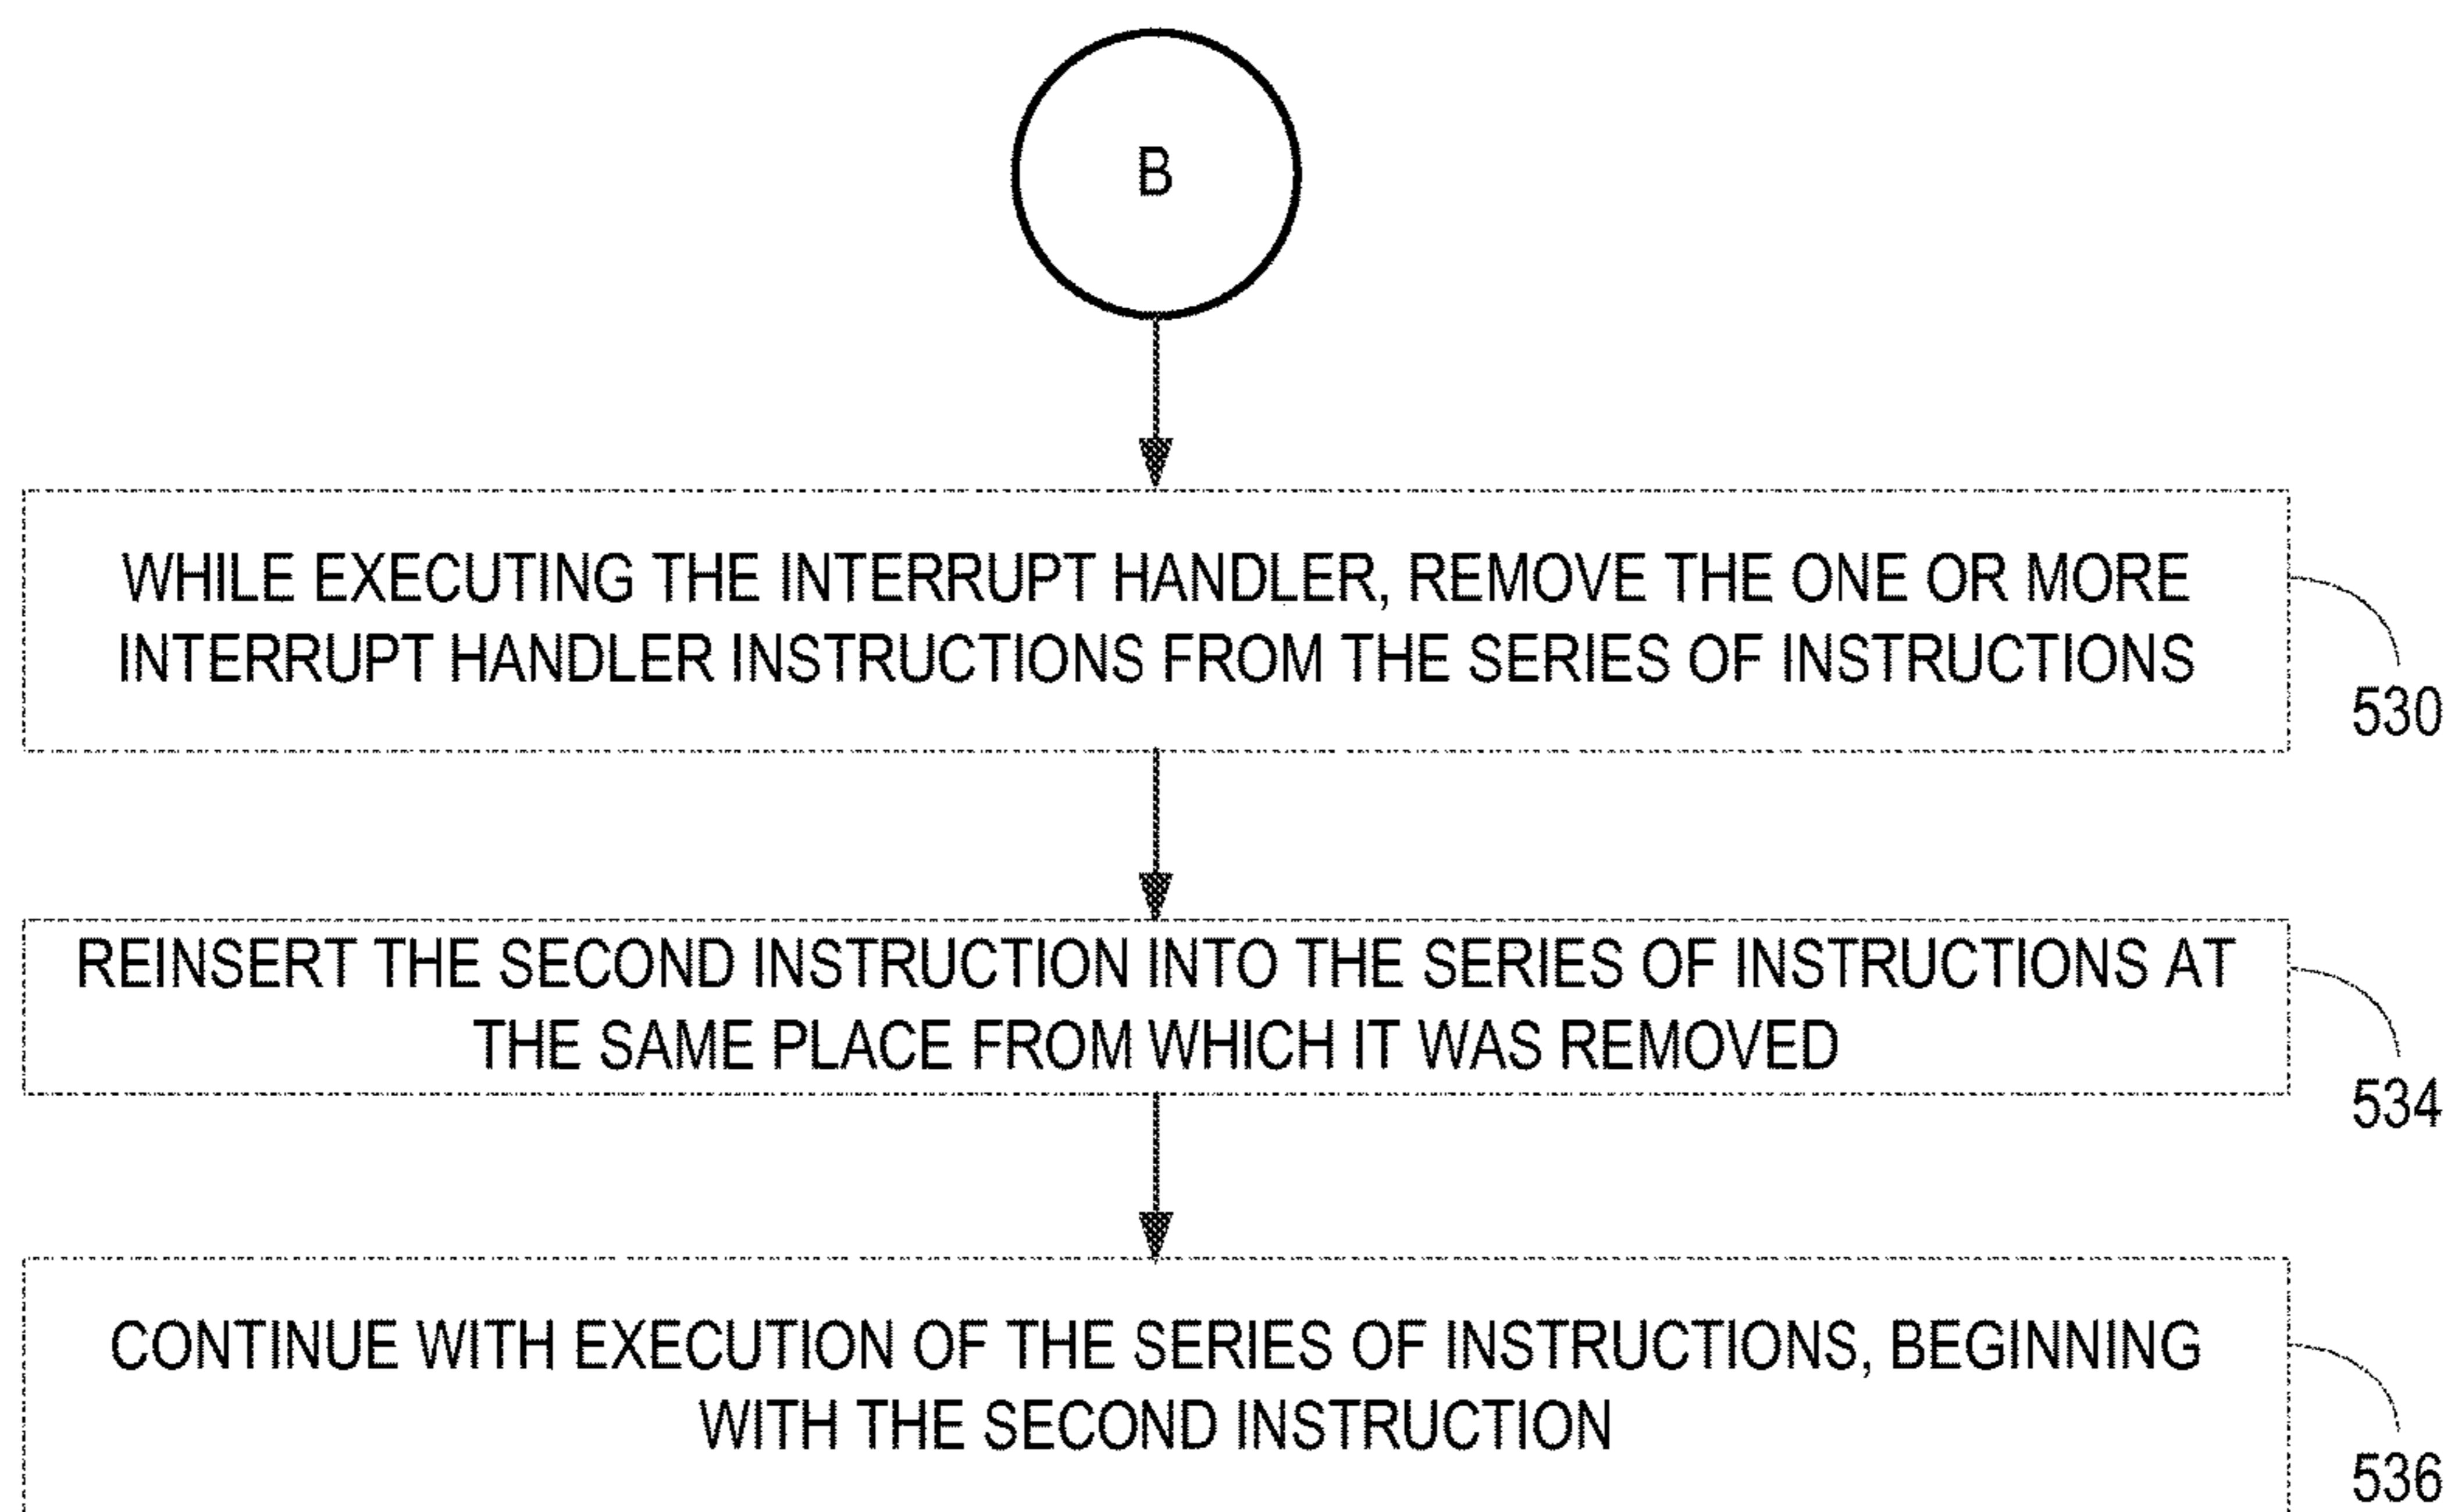 B
WHILE EXECUTING THE INTERRUPT HANDLER, REMOVE THE ONE OR MORE
INTERRUPT HANDLER INSTRUCTIONS FROM THE SERIES OF INSTRUCTIONS
530
REINSERT THE SECOND INSTRUCTION INTO THE SERIES OF INSTRUCTIONS AT
THE SAME PLACE FROM WHICH IT WAS REMOVED
534
CONTINUE WITH EXECUTION OF THE SERIES OF INSTRUCTIONS, BEGINNING
WITH THE SECOND INSTRUCTION
536